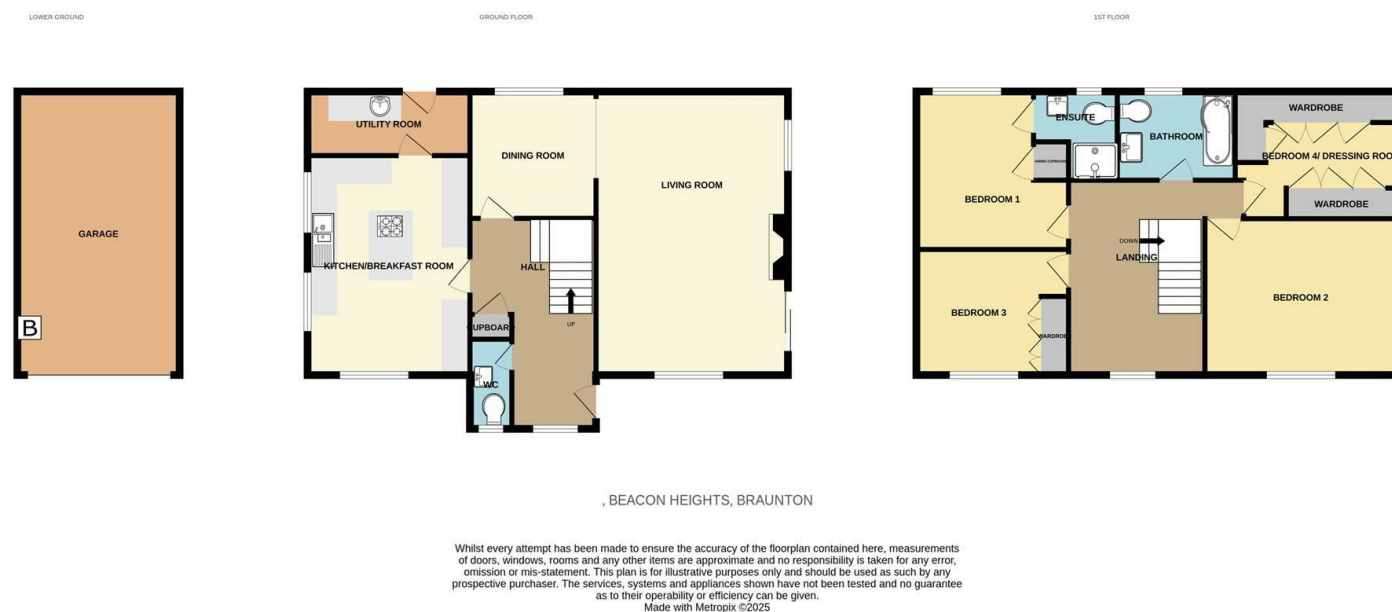 LOWER GROUND
GROUND FLOOR
1ST FLOOR
GARAGE
B
UTILITY ROOM
DINING ROOM
LIVING ROOM
KITCHEN/BREAKFAST ROOM
HALL
UP
UPBOARD
WC
ENSUITE
BATHROOM
WARDROBE
BEDROOM 4/ DRESSING ROO
WARDROBE
BEDROOM 1
DOWN
LANDING
BEDROOM 2
BEDROOM 3
WARDROBE
, BEACON HEIGHTS, BRAUNTON
Whilst every attempt has been made to ensure the accuracy of the floorplan contained here, measurements
of doors, windows, rooms and any other items are approximate and no responsibility is taken for any error,
omission or mis-statement. This plan is for illustrative purposes only and should be used as such by any
prospective purchaser. The services, systems and appliances shown have not been tested and no guarantee
as to their operability or efficiency can be given.
Made with Metropix ©2025